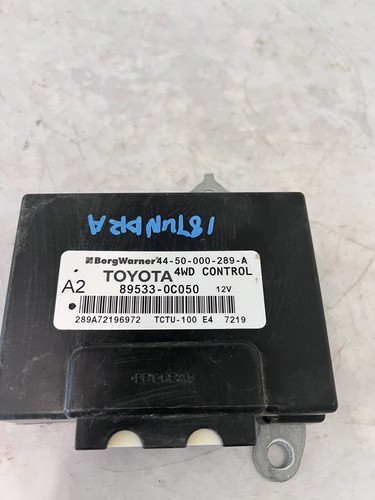 18TUNDRA
BorgWarner 44-50-000-289-A
TOYOTA 4WD CONTROL
A2 89533-0C050 12V
289A72196972 TCTU-100 E4 7219